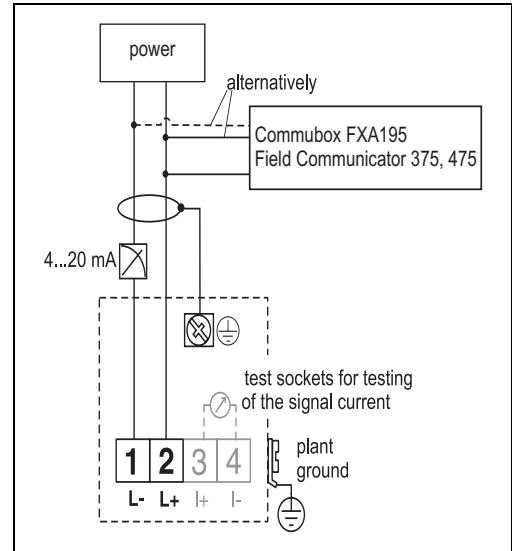 power
alternatively
Commubox FXA195
Field Communicator 375, 475
4...20 mA
test sockets for testing
of the signal current
plant
ground
1 2 3 4
L- L+ I+ I-